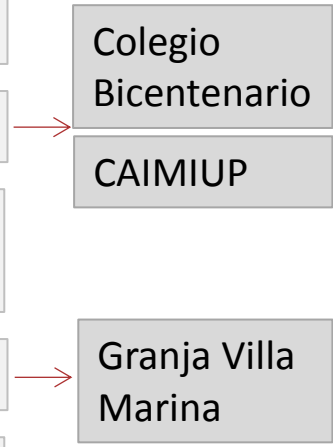 Colegio
Bicentenario
CAIMIUP
Granja Villa
Marina